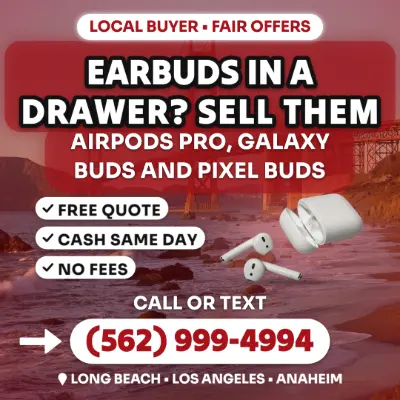 LOCAL BUYER • FAIR OFFERS
EARBUDS IN A
DRAWER? SELL THEM
AIRPODS PRO, GALAXY
BUDS AND PIXEL BUDS
✓ FREE QUOTE
✓ CASH SAME DAY
✓ NO FEES
CALL OR TEXT
(562) 999-4994
LONG BEACH • LOS ANGELES • ANAHEIM